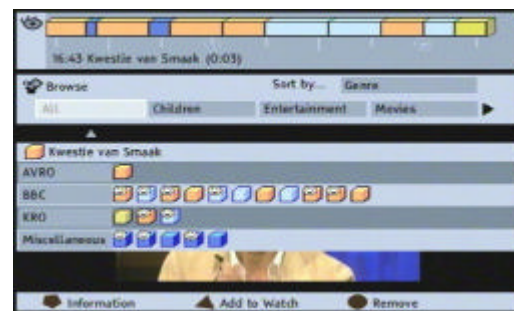 16:43 Kwestie van Smaak (0:03)
Browse Sort by... Genre
All Children Entertainment Movies
Kwestie van Smaak
AVRO
BBC
KRO
Miscellaneous
Information Add to Watch Remove